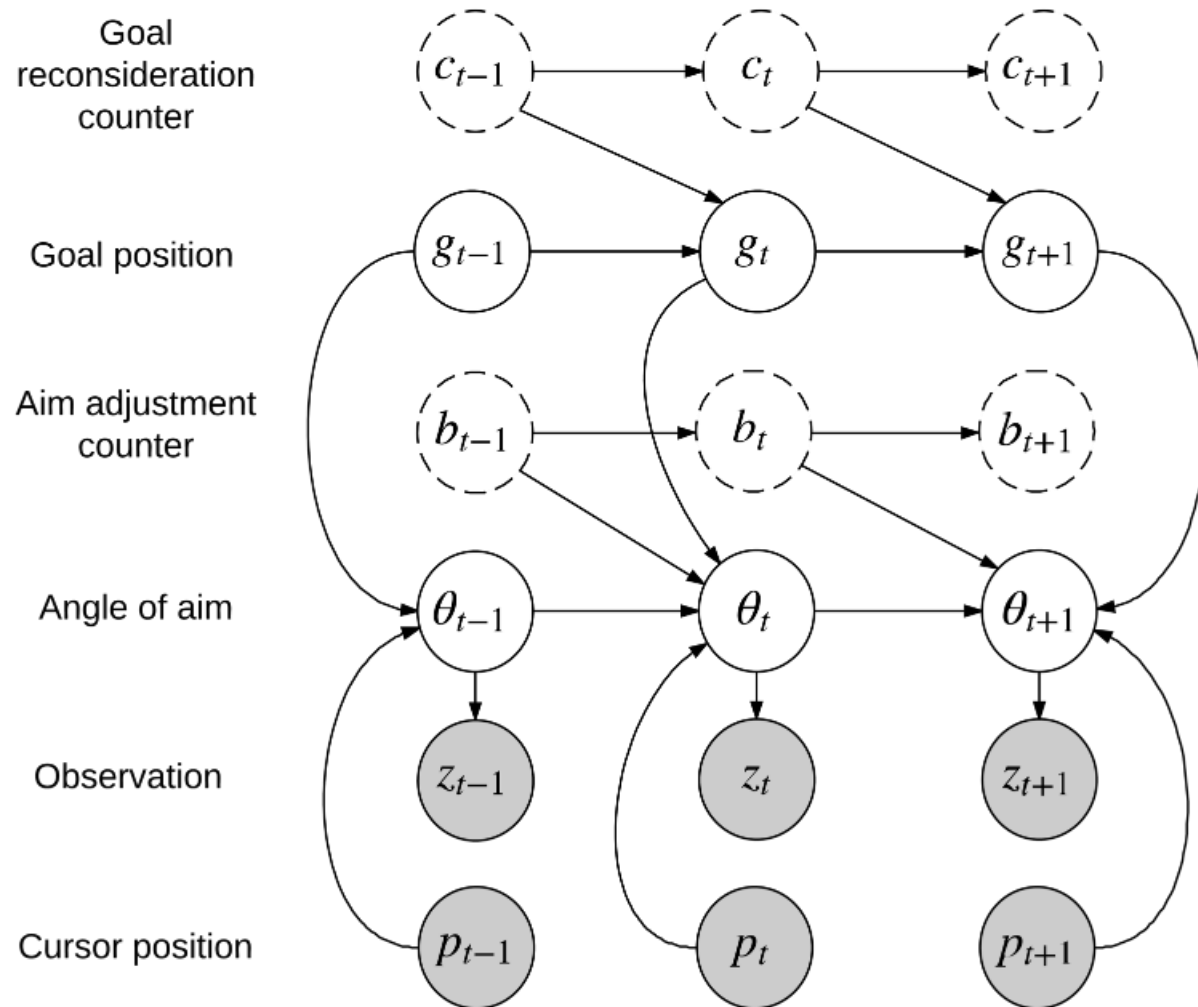 Goal
reconsideration
counter
c_{t−1} c_t c_{t+1}
Goal position
g_{t−1} g_t g_{t+1}
Aim adjustment
counter
b_{t−1} b_t b_{t+1}
Angle of aim
θ_{t−1} θ_t θ_{t+1}
Observation
z_{t−1} z_t z_{t+1}
Cursor position
p_{t−1} p_t p_{t+1}